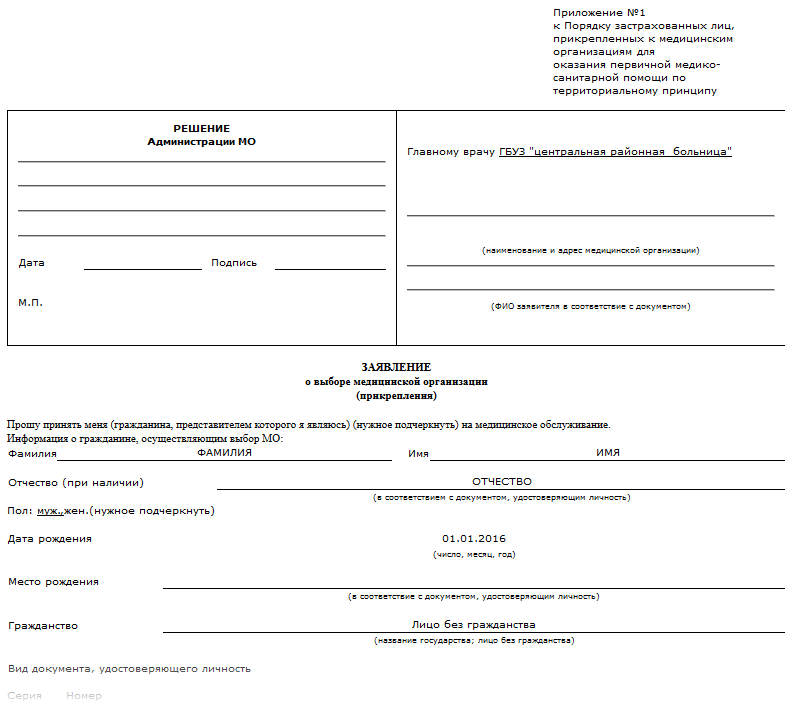 Приложение №1
к Порядку застрахованных лиц,
прикрепленных к медицинским
организациям для
оказания первичной медико-
санитарной помощи по
территориальному принципу
РЕШЕНИЕ
Администрации МО
Дата Подпись
М.П.
Главному врачу ГБУЗ "центральная районная больница"
(наименование и адрес медицинской организации)
(ФИО заявителя в соответствие с документом)
ЗАЯВЛЕНИЕ
о выборе медицинской организации
(прикрепления)
Прошу принять меня (гражданина, представителем которого я являюсь) (нужное подчеркнуть) на медицинское обслуживание.
Информация о гражданине, осуществляющим выбор МО:
Фамилия ФАМИЛИЯ Имя ИМЯ
Отчество (при наличии) ОТЧЕСТВО
(в соответствием с документом, удостоверяющим личность)
Пол: муж.,жен.(нужное подчеркнуть)
Дата рождения 01.01.2016
(число, месяц, год)
Место рождения
(в соответствие с документом, удостоверяющим личность)
Гражданство Лицо без гражданства
(название государства; лицо без гражданства)
Вид документа, удостоверяющего личность
Серия Номер